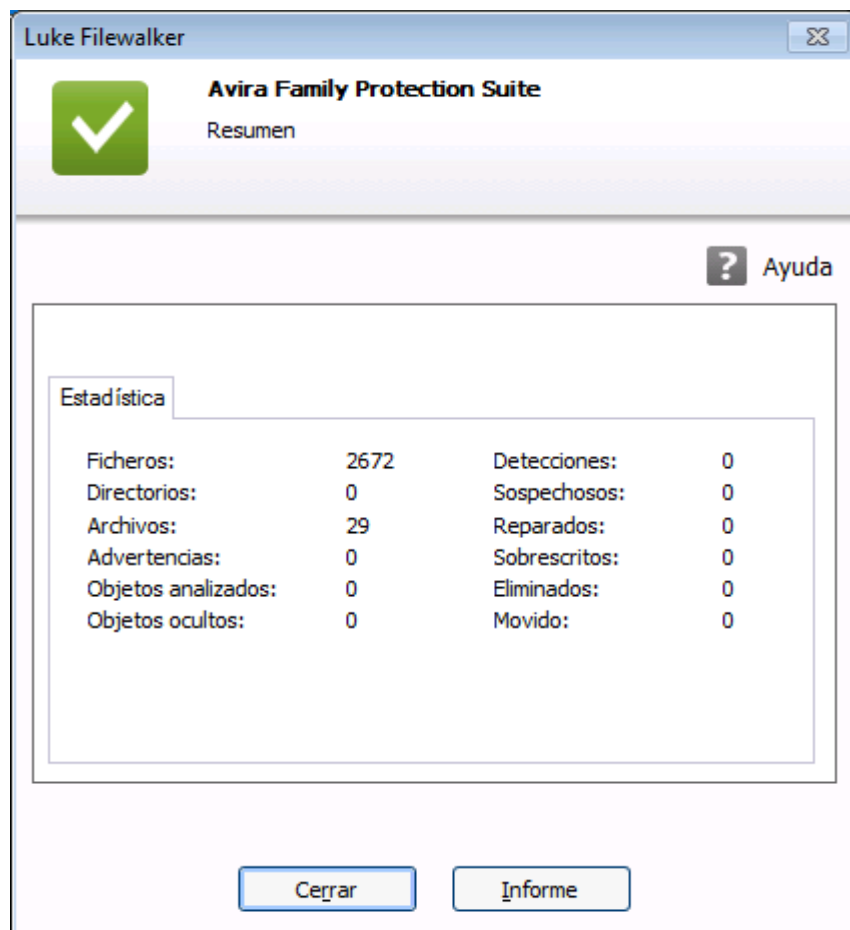 Luke Filewalker
Avira Family Protection Suite
Resumen
? Ayuda
Estadística
Ficheros: 2672 Detecciones: 0
Directorios: 0 Sospechosos: 0
Archivos: 29 Reparados: 0
Advertencias: 0 Sobrescritos: 0
Objetos analizados: 0 Eliminados: 0
Objetos ocultos: 0 Movido: 0
Cerrar Informe